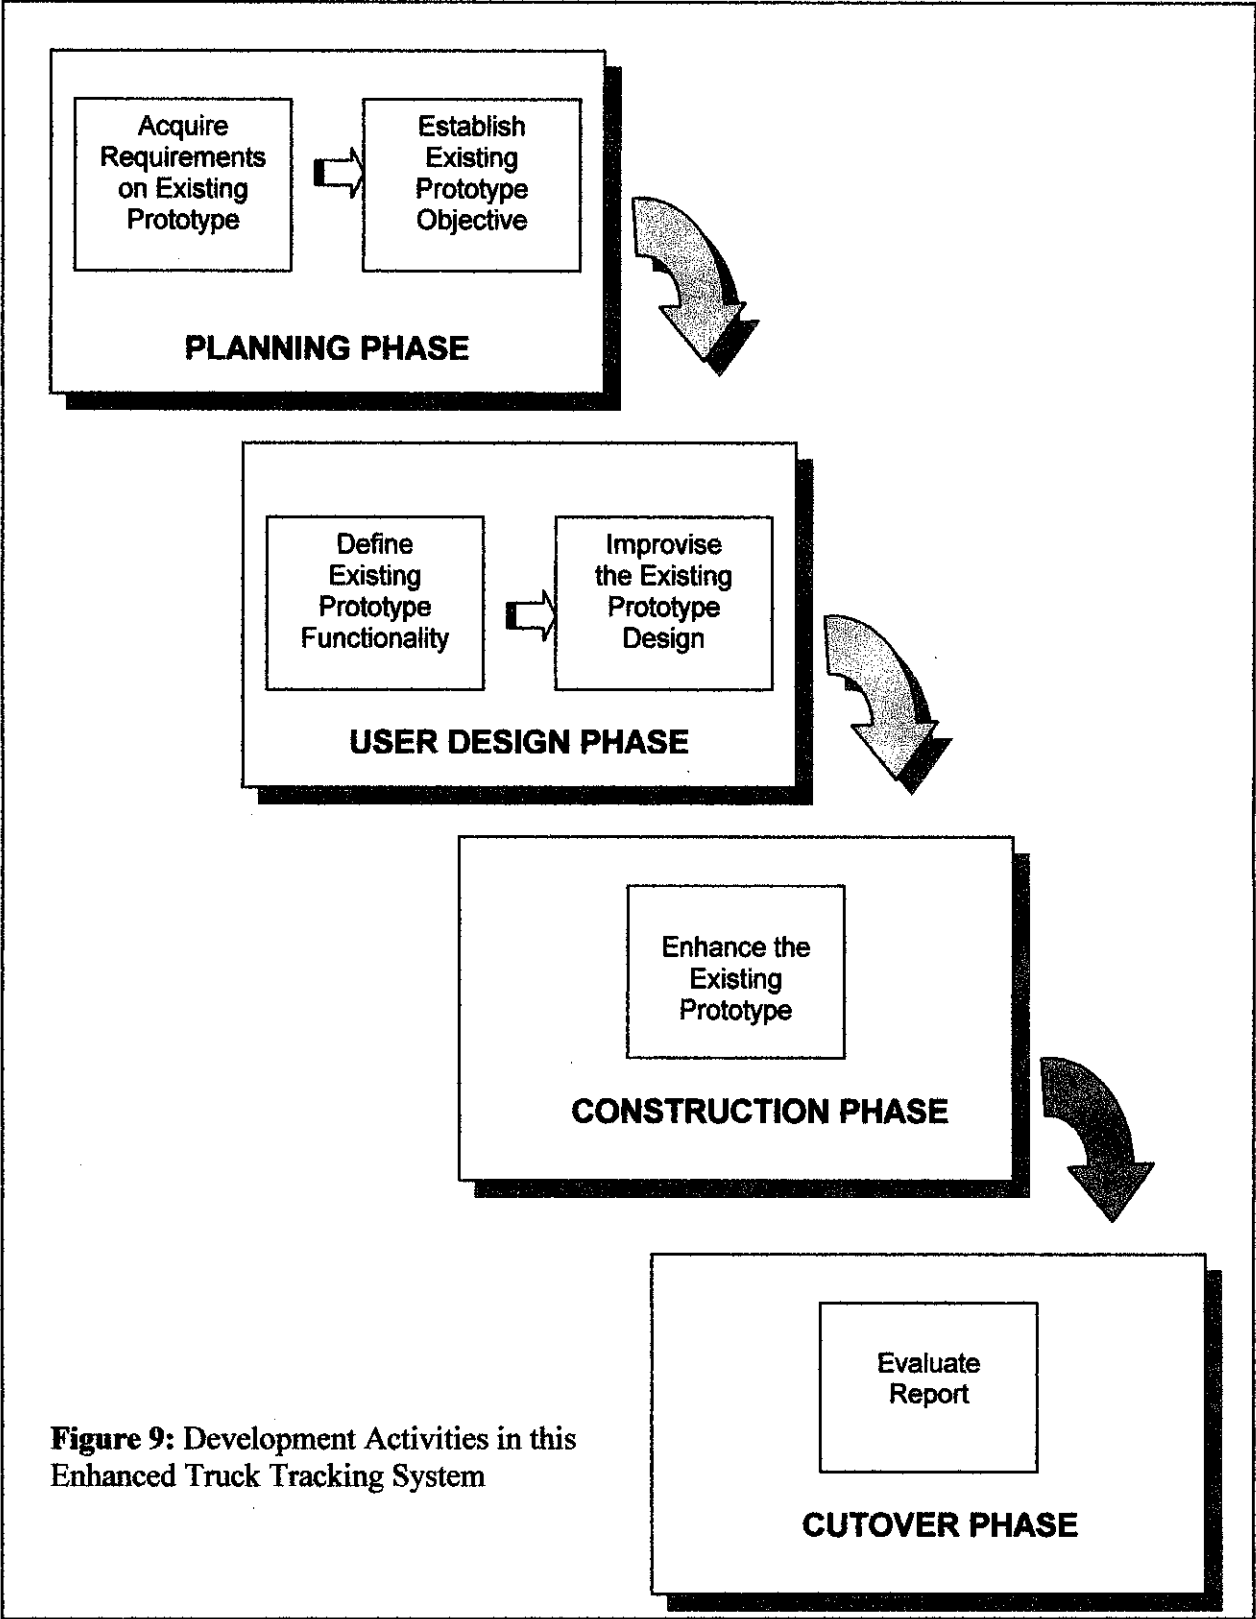 Acquire
Requirements
on Existing
Prototype
Establish
Existing
Prototype
Objective
PLANNING PHASE
Define
Existing
Prototype
Functionality
Improvise
the Existing
Prototype
Design
USER DESIGN PHASE
Enhance the
Existing
Prototype
CONSTRUCTION PHASE
Evaluate
Report
CUTOVER PHASE
Figure 9: Development Activities in this
Enhanced Truck Tracking System